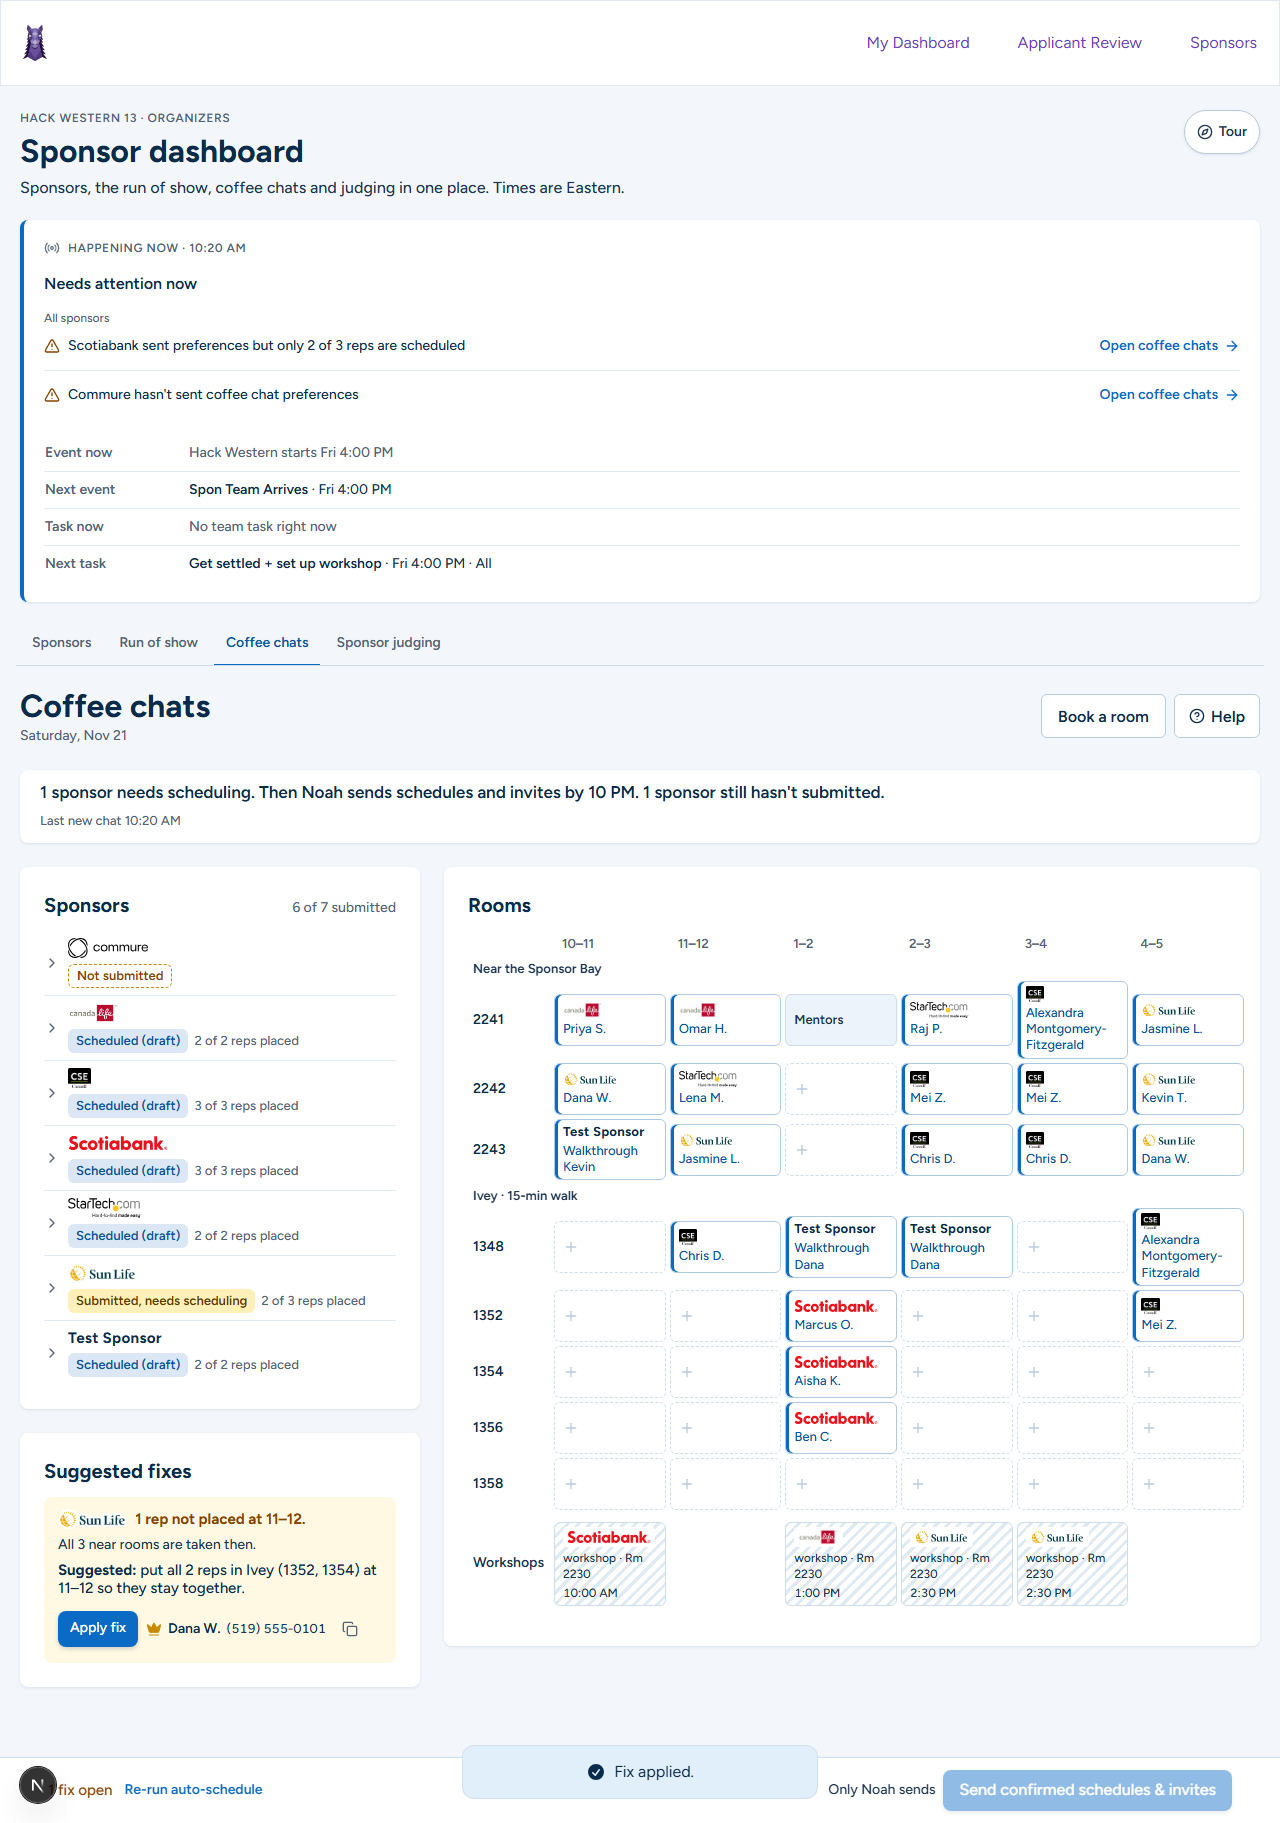 My Dashboard
Applicant Review
Sponsors
HACK WESTERN 13 · ORGANIZERS
Sponsor dashboard
Tour
Sponsors, the run of show, coffee chats and judging in one place. Times are Eastern.
HAPPENING NOW · 10:20 AM
Needs attention now
All sponsors
Scotiabank sent preferences but only 2 of 3 reps are scheduled
Open coffee chats
Commure hasn't sent coffee chat preferences
Open coffee chats
Event now
Hack Western starts Fri 4:00 PM
Next event
Spon Team Arrives · Fri 4:00 PM
Task now
No team task right now
Next task
Get settled + set up workshop · Fri 4:00 PM · All
Sponsors
Run of show
Coffee chats
Sponsor judging
Coffee chats
Saturday, Nov 21
Book a room
Help
1 sponsor needs scheduling. Then Noah sends schedules and invites by 10 PM. 1 sponsor still hasn't submitted.
Last new chat 10:20 AM
Sponsors
6 of 7 submitted
commure
Not submitted
canada life
Scheduled (draft) 2 of 2 reps placed
CSE
Scheduled (draft) 3 of 3 reps placed
Scotiabank
Scheduled (draft) 3 of 3 reps placed
StarTech.com
Hard-to-find made easy
Scheduled (draft) 2 of 2 reps placed
Sun Life
Submitted, needs scheduling 2 of 3 reps placed
Test Sponsor
Scheduled (draft) 2 of 2 reps placed
Suggested fixes
Sun Life 1 rep not placed at 11–12.
All 3 near rooms are taken then.
Suggested: put all 2 reps in Ivey (1352, 1354) at
11–12 so they stay together.
Apply fix
Dana W. (519) 555-0101
Rooms
10–11
11–12
1–2
2–3
3–4
4–5
Near the Sponsor Bay
2241
canada life
Priya S.
canada life
Omar H.
Mentors
StarTech.com
Raj P.
CSE
Alexandra
Montgomery-
Fitzgerald
Sun Life
Jasmine L.
2242
Sun Life
Dana W.
StarTech.com
Lena M.
CSE
Mei Z.
CSE
Mei Z.
Sun Life
Kevin T.
2243
Test Sponsor
Walkthrough
Kevin
Sun Life
Jasmine L.
CSE
Chris D.
CSE
Chris D.
Sun Life
Dana W.
Ivey · 15-min walk
1348
CSE
Chris D.
Test Sponsor
Walkthrough
Dana
Test Sponsor
Walkthrough
Dana
CSE
Alexandra
Montgomery-
Fitzgerald
1352
Scotiabank
Marcus O.
CSE
Mei Z.
1354
Scotiabank
Aisha K.
1356
Scotiabank
Ben C.
1358
Workshops
Scotiabank
workshop · Rm
2230
10:00 AM
canada life
workshop · Rm
2230
1:00 PM
Sun Life
workshop · Rm
2230
2:30 PM
Sun Life
workshop · Rm
2230
2:30 PM
N
fix open
Re-run auto-schedule
Fix applied.
Only Noah sends
Send confirmed schedules & invites